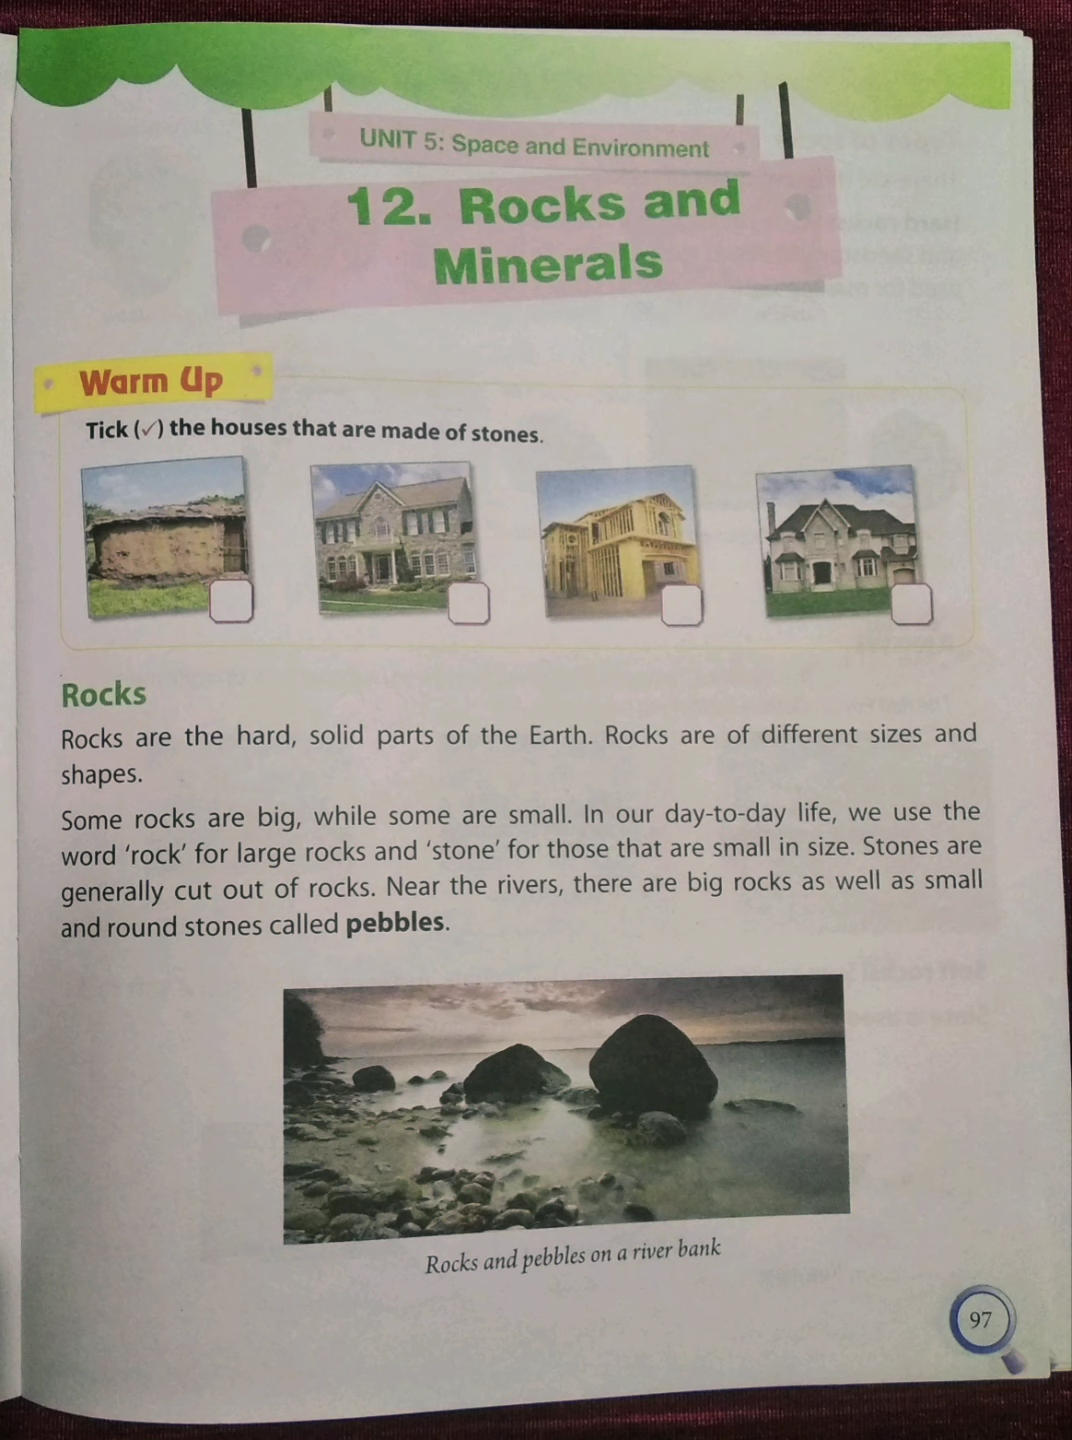 UNIT 5: Space and Environment
12. Rocks and
Minerals
Warm Up
Tick (✓) the houses that are made of stones.
Rocks
Rocks are the hard, solid parts of the Earth. Rocks are of different sizes and
shapes.
Some rocks are big, while some are small. In our day-to-day life, we use the
word ‘rock’ for large rocks and ‘stone’ for those that are small in size. Stones are
generally cut out of rocks. Near the rivers, there are big rocks as well as small
and round stones called pebbles.
Rocks and pebbles on a river bank
97